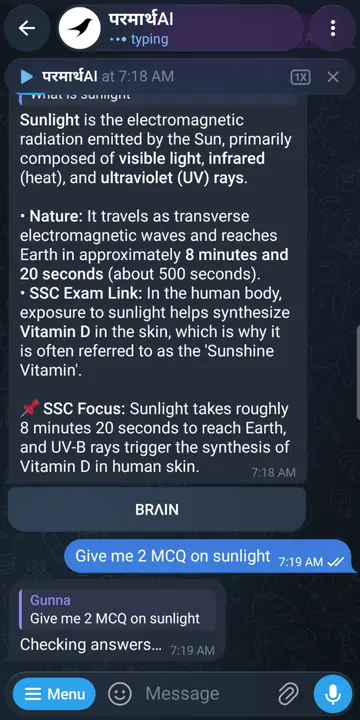 परमार्थAI
typing
परमार्थAI at 7:18 AM
1X
What is sunlight
Sunlight is the electromagnetic
radiation emitted by the Sun, primarily
composed of visible light, infrared
(heat), and ultraviolet (UV) rays.
• Nature: It travels as transverse
electromagnetic waves and reaches
Earth in approximately 8 minutes and
20 seconds (about 500 seconds).
• SSC Exam Link: In the human body,
exposure to sunlight helps synthesize
Vitamin D in the skin, which is why it
is often referred to as the 'Sunshine
Vitamin'.
📌 SSC Focus: Sunlight takes roughly
8 minutes 20 seconds to reach Earth,
and UV-B rays trigger the synthesis of
Vitamin D in human skin.
7:18 AM
BRΛIN
Give me 2 MCQ on sunlight 7:19 AM
Gunna
Give me 2 MCQ on sunlight
Checking answers... 7:19 AM
Menu
Message